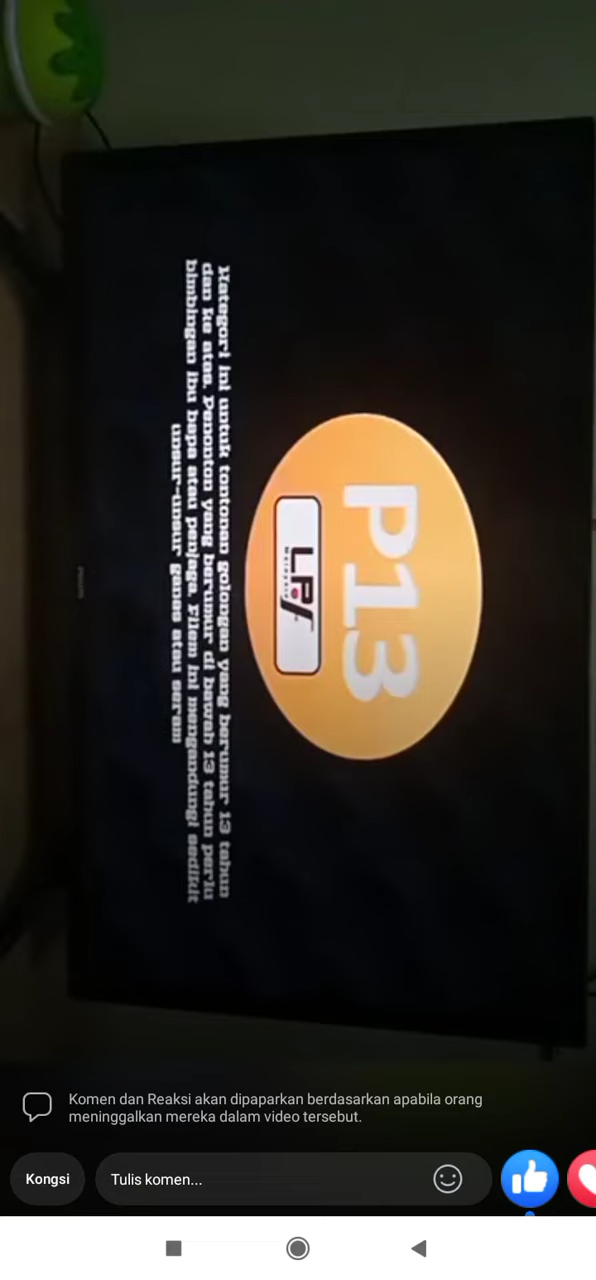 P13
LPf
Malaysia
Kategori ini untuk tontonan golongan yang berumur 13 tahun
dan ke atas. Penonton yang berumur di bawah 13 tahun perlu
bimbingan ibu bapa atau penjaga. Filem ini mengandungi sedikit
unsur-unsur ganas atau seram
PHILIPS
Komen dan Reaksi akan dipaparkan berdasarkan apabila orang
meninggalkan mereka dalam video tersebut.
Kongsi
Tulis komen...